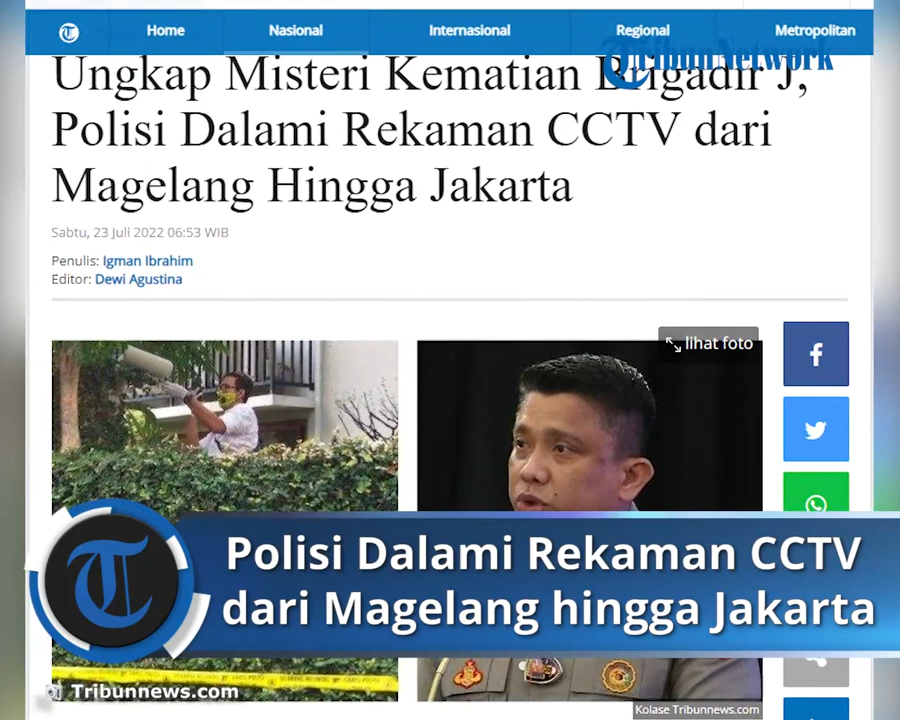 Home Nasional Internasional Regional Metropolitan
Tribun Network
Ungkap Misteri Kematian Brigadir J,
Polisi Dalami Rekaman CCTV dari
Magelang Hingga Jakarta
Sabtu, 23 Juli 2022 06:53 WIB
Penulis: Igman Ibrahim
Editor: Dewi Agustina
lihat foto
Polisi Dalami Rekaman CCTV
dari Magelang hingga Jakarta
Tribunnews.com
Kolase Tribunnews.com